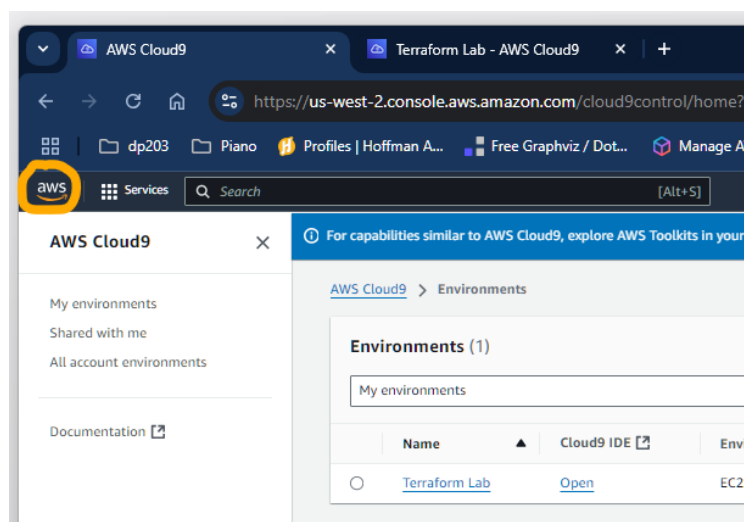 AWS Cloud9
Terraform Lab - AWS Cloud9
https://us-west-2.console.aws.amazon.com/cloud9control/home?
dp203
Piano
Profiles | Hoffman A...
Free Graphviz / Dot...
Manage A
aws
Services
Search
[Alt+S]
AWS Cloud9
For capabilities similar to AWS Cloud9, explore AWS Toolkits in your
My environments
Shared with me
All account environments
Documentation
AWS Cloud9 > Environments
Environments (1)
My environments
Name
Cloud9 IDE
Envi
Terraform Lab
Open
EC2